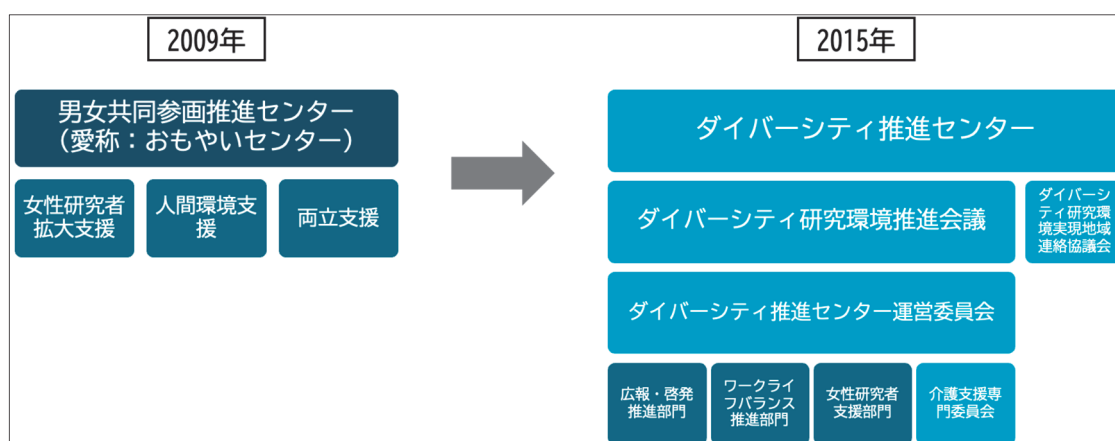 2009年
男女共同参画推進センター
（愛称：おもやいセンター）
女性研究者
拡大支援
人間環境支
援
両立支援
2015年
ダイバーシティ推進センター
ダイバーシティ研究環境推進会議
ダイバーシ
ティ研究環
境実現地域
連絡協議会
ダイバーシティ推進センター運営委員会
広報・啓発
推進部門
ワークライ
フバランス
推進部門
女性研究者
支援部門
介護支援専
門委員会